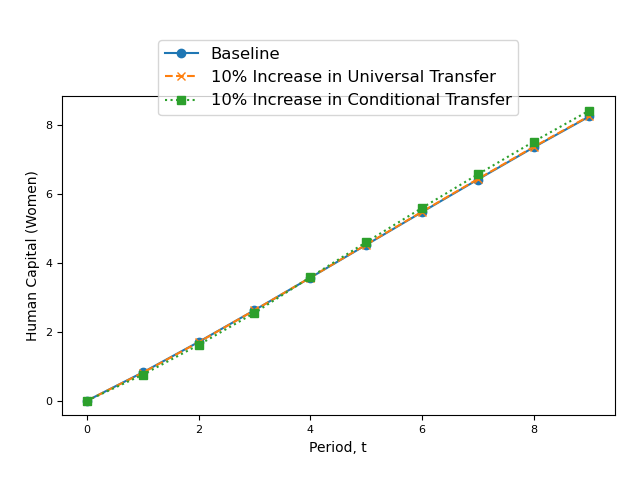 Baseline
10% Increase in Universal Transfer
10% Increase in Conditional Transfer
Human Capital (Women)
8
6
4
2
0
0 2 4 6 8
Period, t